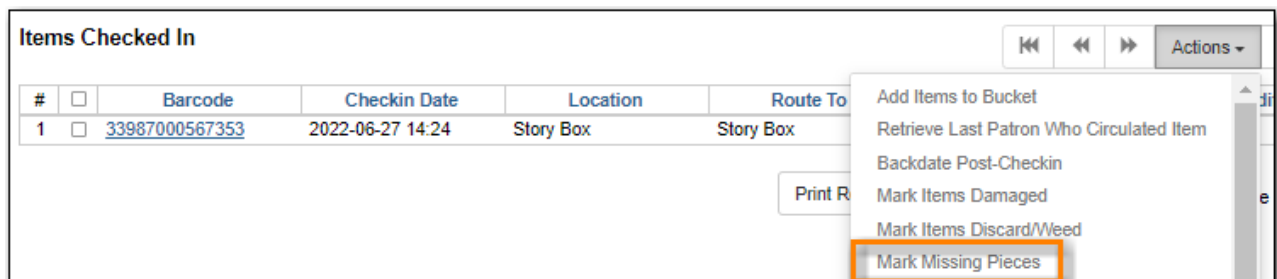 Items Checked In
Actions
# Barcode Checkin Date Location Route To
1 33987000567353 2022-06-27 14:24 Story Box Story Box
Add Items to Bucket
Retrieve Last Patron Who Circulated Item
Backdate Post-Checkin
Print R
Mark Items Damaged
Mark Items Discard/Weed
Mark Missing Pieces